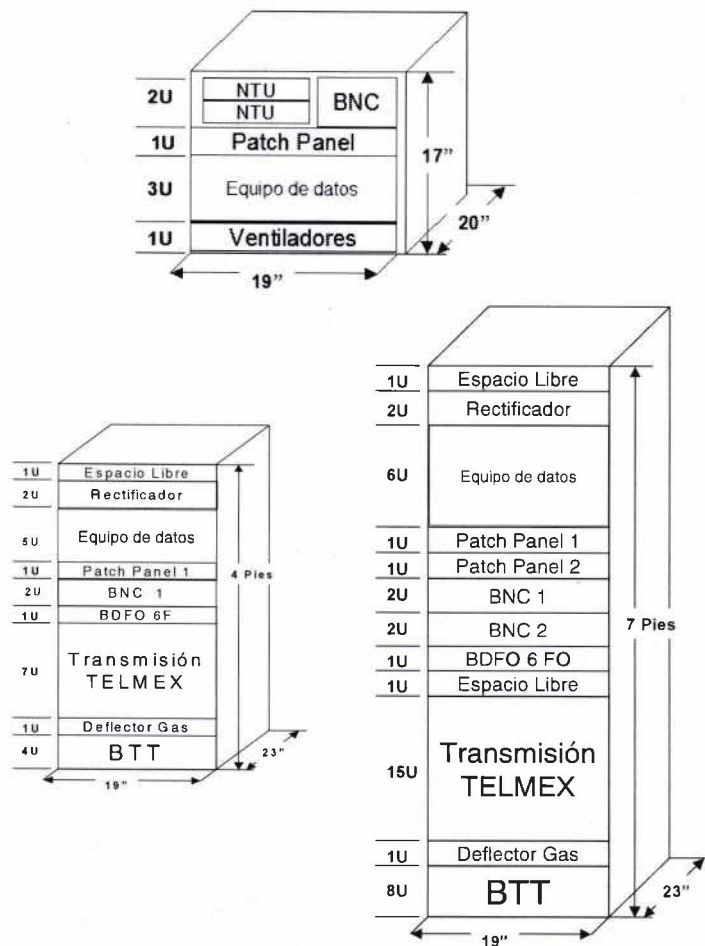 2U
NTU
NTU
BNC
1U
Patch Panel
17”
3U
Equipo de datos
1U
Ventiladores
20”
19”
1U
Espacio Libre
2U
Rectificador
5U
Equipo de datos
1U
Patch Panel 1
4 Pies
2U
BNC 1
1U
BDFO 6F
7U
Transmisión
TELMEX
1U
Deflector Gas
4U
BTT
23”
19”
1U
Espacio Libre
2U
Rectificador
6U
Equipo de datos
1U
Patch Panel 1
1U
Patch Panel 2
2U
BNC 1
2U
BNC 2
7 Pies
1U
BDFO 6 FO
1U
Espacio Libre
15U
Transmisión
TELMEX
1U
Deflector Gas
8U
BTT
23”
19”